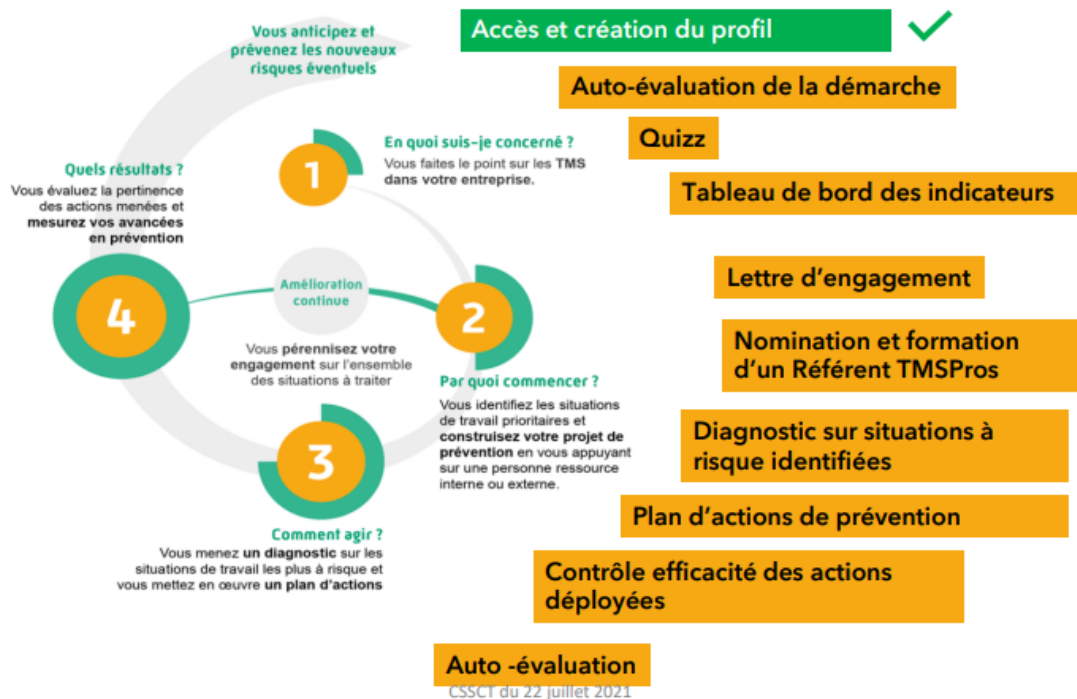 Vous anticipez et
prévenez les nouveaux
risques éventuels
Accès et création du profil
Auto-évaluation de la démarche
1
En quoi suis-je concerné ?
Vous faites le point sur les TMS
dans votre entreprise.
Quizz
Quels résultats ?
Vous évaluez la pertinence
des actions menées et
mesurez vos avancées
en prévention
Tableau de bord des indicateurs
4
Amélioration
continue
2
Lettre d'engagement
Vous pérennisez votre
engagement sur l'ensemble
des situations à traiter
Nomination et formation
d'un Référent TMSPros
Par quoi commencer ?
Vous identifiez les situations
de travail prioritaires et
construisez votre projet de
prévention en vous appuyant
sur une personne ressource
interne ou externe.
Diagnostic sur situations à
risque identifiées
3
Comment agir ?
Vous menez un diagnostic sur les
situations de travail les plus à risque et
vous mettez en œuvre un plan d'actions
Plan d'actions de prévention
Contrôle efficacité des actions
déployées
Auto -évaluation
CSSCT du 22 juillet 2021